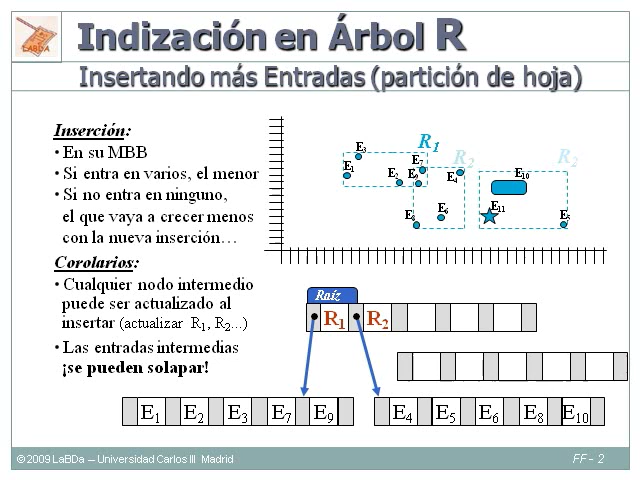 LABDA
Indización en Árbol R
Insertando más Entradas (partición de hoja)
Inserción:
• En su MBB
• Si entra en varios, el menor
• Si no entra en ninguno,
el que vaya a crecer menos
con la nueva inserción…
Corolarios:
• Cualquier nodo intermedio
puede ser actualizado al
insertar (actualizar R1, R2...)
• Las entradas intermedias
¡se pueden solapar!
R1
R2
R2
E3
E1
E2
E7
E9
E4
E10
E8
E6
E11
E5
Raíz
R1 R2
E1 E2 E3 E7 E9
E4 E5 E6 E8 E10
© 2009 LaBDa – Universidad Carlos III Madrid
FF - 2